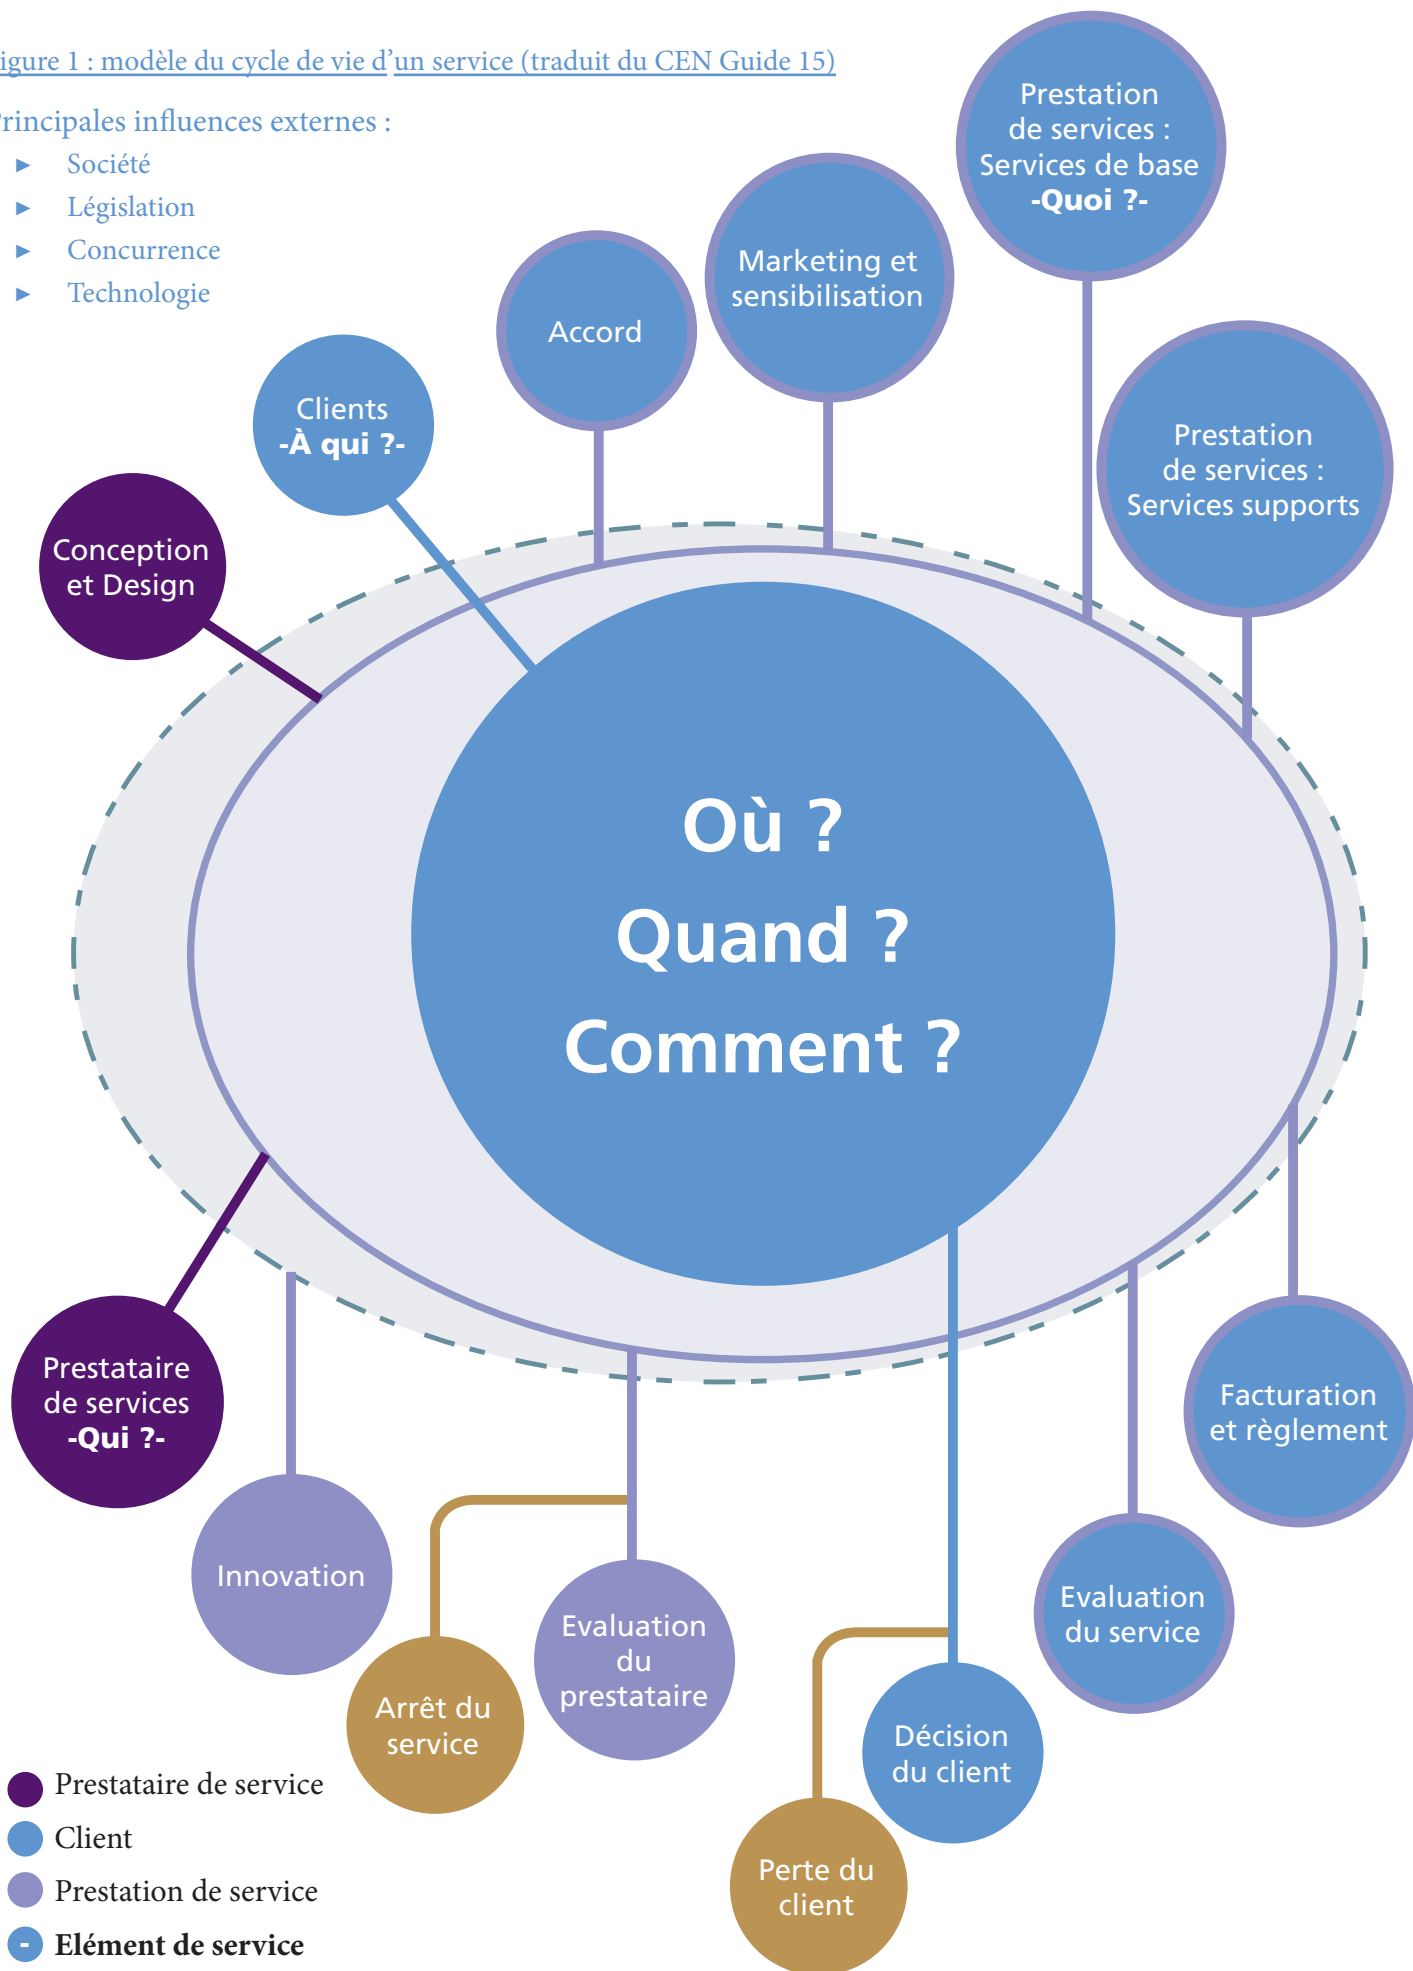 igure 1 : modèle du cycle de vie d’un service (traduit du CEN Guide 15)
rincipales influences externes :
► Société
► Législation
► Concurrence
► Technologie
Prestation
de services :
Services de base
-Quoi ?-
Marketing et
sensibilisation
Accord
Clients
-À qui ?-
Prestation
de services :
Services supports
Conception
et Design
Où ?
Quand ?
Comment ?
Prestataire
de services
-Qui ?-
Facturation
et règlement
Innovation
Evaluation
du service
Evaluation
du
prestataire
Arrêt du
service
Décision
du client
Perte du
client
Prestataire de service
Client
Prestation de service
- Elément de service